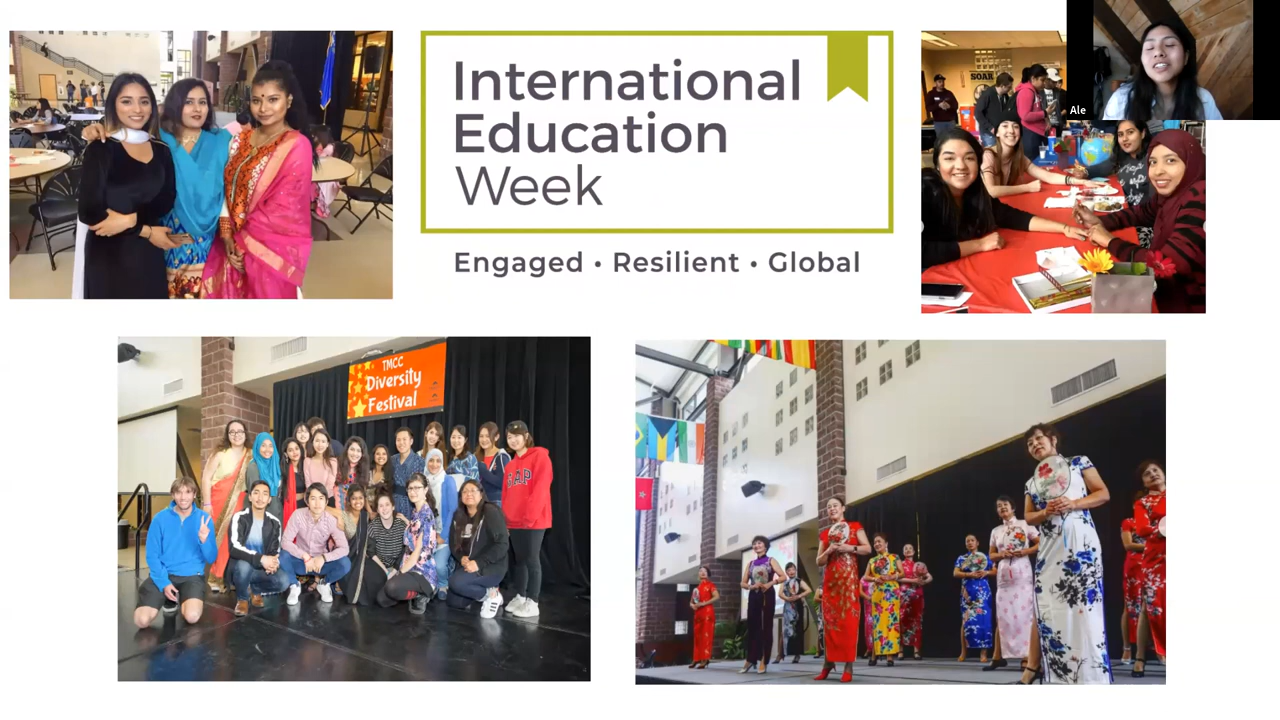 International
Education
Week
Engaged • Resilient • Global
SOAR
Ale
TMCC
Diversity
Festival
GAP